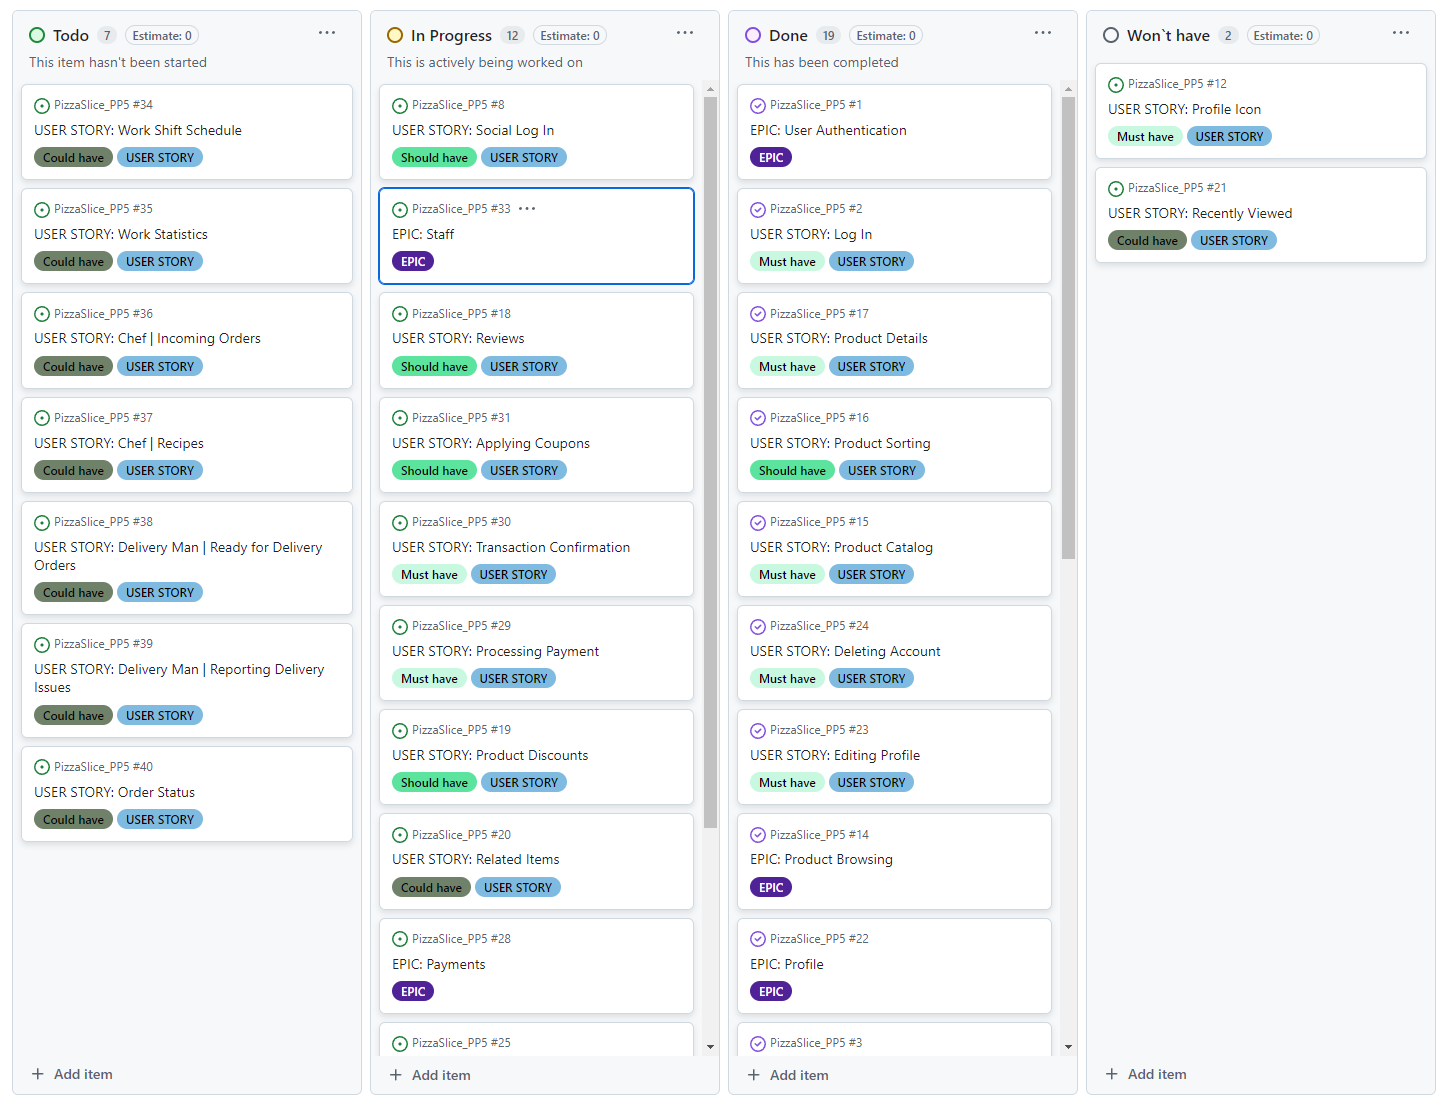 Todo 7 Estimate: 0
This item hasn't been started
PizzaSlice_PP5 #34
USER STORY: Work Shift Schedule
Could have USER STORY
PizzaSlice_PP5 #35
USER STORY: Work Statistics
Could have USER STORY
PizzaSlice_PP5 #36
USER STORY: Chef | Incoming Orders
Could have USER STORY
PizzaSlice_PP5 #37
USER STORY: Chef | Recipes
Could have USER STORY
PizzaSlice_PP5 #38
USER STORY: Delivery Man | Ready for Delivery
Orders
Could have USER STORY
PizzaSlice_PP5 #39
USER STORY: Delivery Man | Reporting Delivery
Issues
Could have USER STORY
PizzaSlice_PP5 #40
USER STORY: Order Status
Could have USER STORY
+ Add item
In Progress 12 Estimate: 0
This is actively being worked on
PizzaSlice_PP5 #8
USER STORY: Social Log In
Should have USER STORY
PizzaSlice_PP5 #33
EPIC: Staff
EPIC
PizzaSlice_PP5 #18
USER STORY: Reviews
Should have USER STORY
PizzaSlice_PP5 #31
USER STORY: Applying Coupons
Should have USER STORY
PizzaSlice_PP5 #30
USER STORY: Transaction Confirmation
Must have USER STORY
PizzaSlice_PP5 #29
USER STORY: Processing Payment
Must have USER STORY
PizzaSlice_PP5 #19
USER STORY: Product Discounts
Should have USER STORY
PizzaSlice_PP5 #20
USER STORY: Related Items
Could have USER STORY
PizzaSlice_PP5 #28
EPIC: Payments
EPIC
PizzaSlice_PP5 #25
+ Add item
Done 19 Estimate: 0
This has been completed
PizzaSlice_PP5 #1
EPIC: User Authentication
EPIC
PizzaSlice_PP5 #2
USER STORY: Log In
Must have USER STORY
PizzaSlice_PP5 #17
USER STORY: Product Details
Must have USER STORY
PizzaSlice_PP5 #16
USER STORY: Product Sorting
Should have USER STORY
PizzaSlice_PP5 #15
USER STORY: Product Catalog
Must have USER STORY
PizzaSlice_PP5 #24
USER STORY: Deleting Account
Must have USER STORY
PizzaSlice_PP5 #23
USER STORY: Editing Profile
Must have USER STORY
PizzaSlice_PP5 #14
EPIC: Product Browsing
EPIC
PizzaSlice_PP5 #22
EPIC: Profile
EPIC
PizzaSlice_PP5 #3
+ Add item
Won`t have 2 Estimate: 0
PizzaSlice_PP5 #12
USER STORY: Profile Icon
Must have USER STORY
PizzaSlice_PP5 #21
USER STORY: Recently Viewed
Could have USER STORY
+ Add item